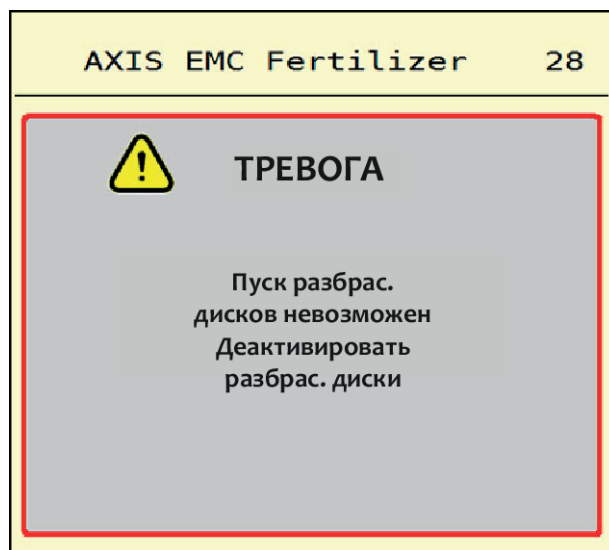 AXIS EMC Fertilizer 28
ТРЕВОГА
Пуск разбрас.
дисков невозможен
Деактивировать
разбрас. диски